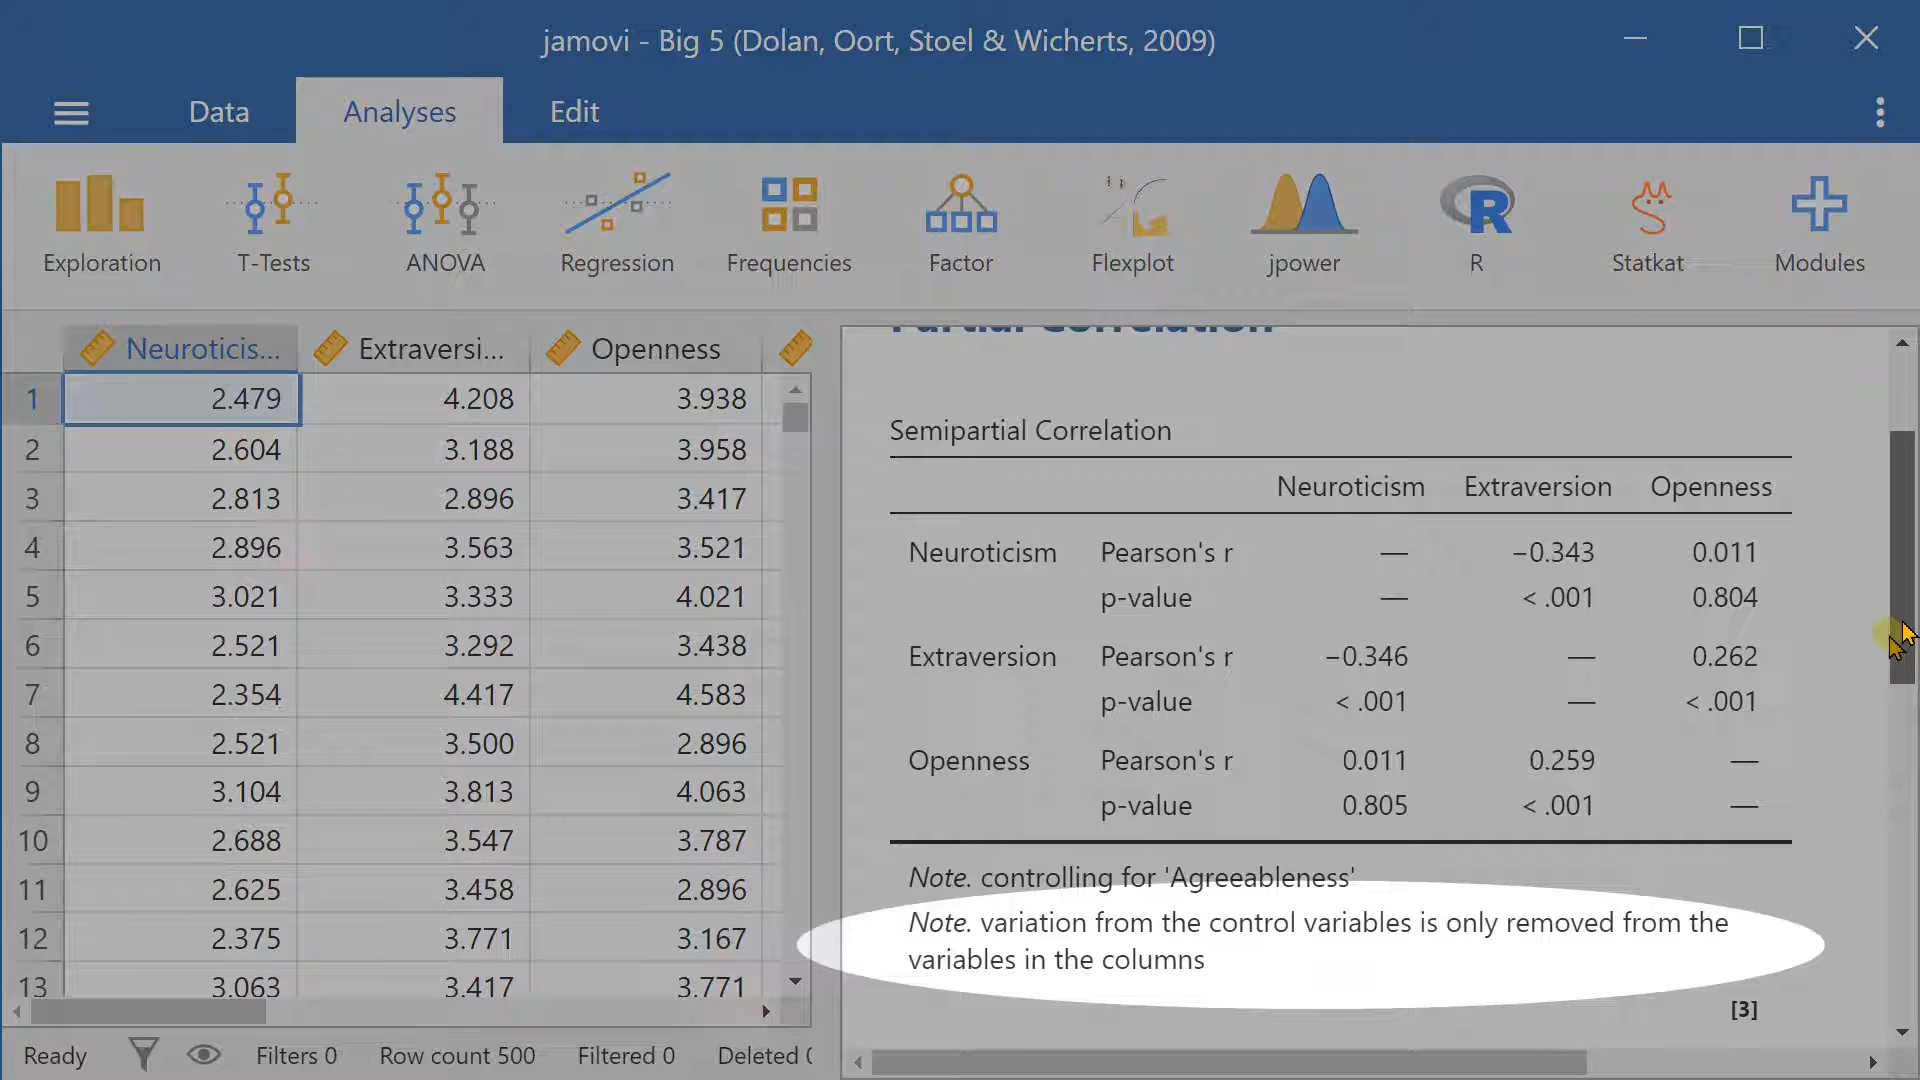 jamovi - Big 5 (Dolan, Oort, Stoel & Wicherts, 2009)
Data Analyses Edit
Exploration T-Tests ANOVA Regression Frequencies Factor Flexplot jpower R Statkat Modules
Neuroticis... Extraversi... Openness
1 2.479 4.208 3.938
2 2.604 3.188 3.958
3 2.813 2.896 3.417
4 2.896 3.563 3.521
5 3.021 3.333 4.021
6 2.521 3.292 3.438
7 2.354 4.417 4.583
8 2.521 3.500 2.896
9 3.104 3.813 4.063
10 2.688 3.547 3.787
11 2.625 3.458 2.896
12 2.375 3.771 3.167
13 3.063 3.417 3.771
Ready Filters 0 Row count 500 Filtered 0 Deleted 0
Partial Correlation
Semipartial Correlation
Neuroticism Extraversion Openness
Neuroticism Pearson's r — −0.343 0.011
p-value — < .001 0.804
Extraversion Pearson's r −0.346 — 0.262
p-value < .001 — < .001
Openness Pearson's r 0.011 0.259 —
p-value 0.805 < .001 —
Note. controlling for 'Agreeableness'
Note. variation from the control variables is only removed from the
variables in the columns
[3]